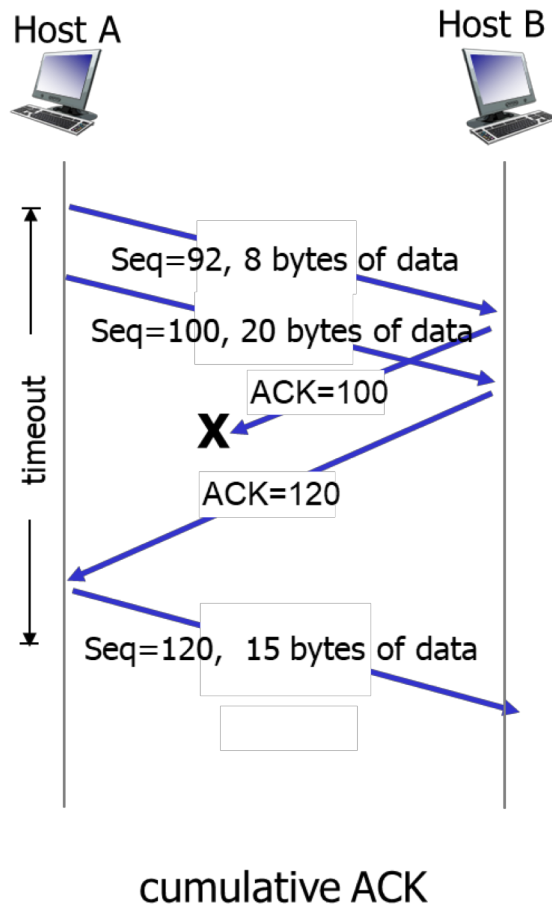 Host A
Host B
Seq=92, 8 bytes of data
Seq=100, 20 bytes of data
ACK=100
X
timeout
ACK=120
Seq=120,  15 bytes of data
cumulative ACK